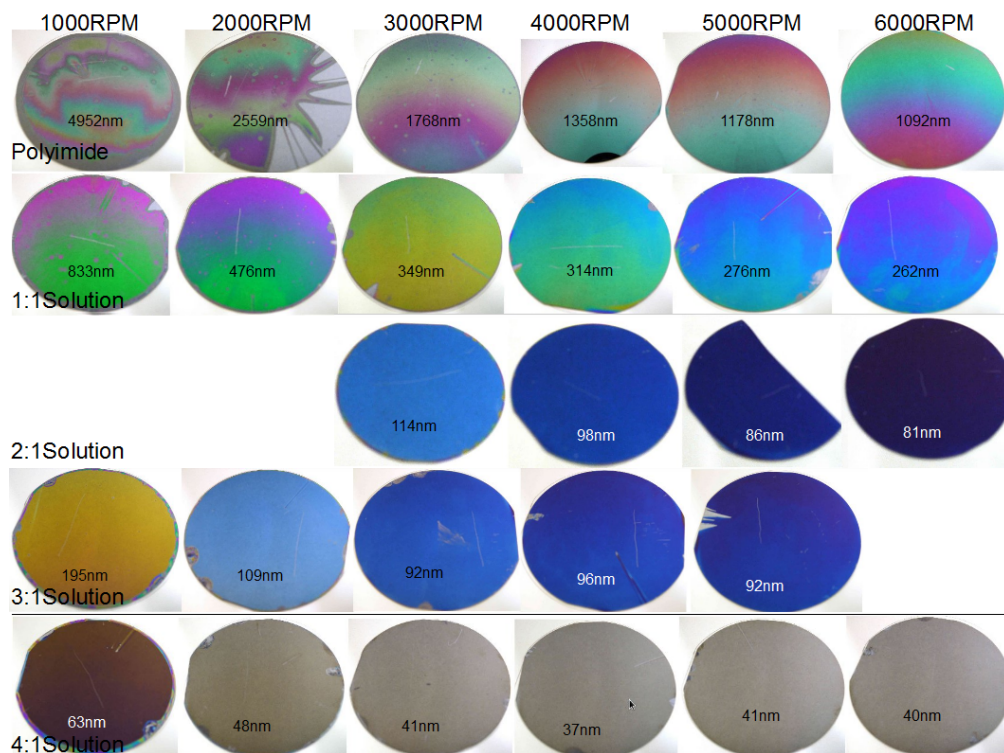 1000RPM 2000RPM 3000RPM 4000RPM 5000RPM 6000RPM
4952nm 2559nm 1768nm 1358nm 1178nm 1092nm
Polyimide
833nm 476nm 349nm 314nm 276nm 262nm
1:1Solution
114nm 98nm 86nm 81nm
2:1Solution
195nm 109nm 92nm 96nm 92nm
3:1Solution
63nm 48nm 41nm 37nm 41nm 40nm
4:1Solution